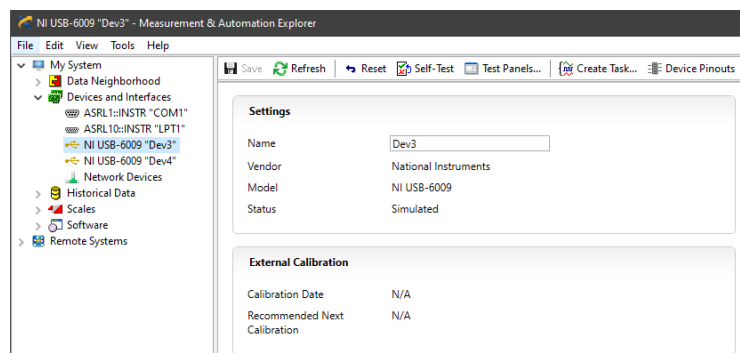 NI USB-6009 "Dev3" - Measurement & Automation Explorer
File Edit View Tools Help
My System
Data Neighborhood
Devices and Interfaces
ASRL1::INSTR "COM1"
ASRL10::INSTR "LPT1"
NI USB-6009 "Dev3"
NI USB-6009 "Dev4"
Network Devices
Historical Data
Scales
Software
Remote Systems
Save Refresh Reset Self-Test Test Panels... Create Task... Device Pinouts
Settings
Name Dev3
Vendor National Instruments
Model NI USB-6009
Status Simulated
External Calibration
Calibration Date N/A
Recommended Next N/A
Calibration